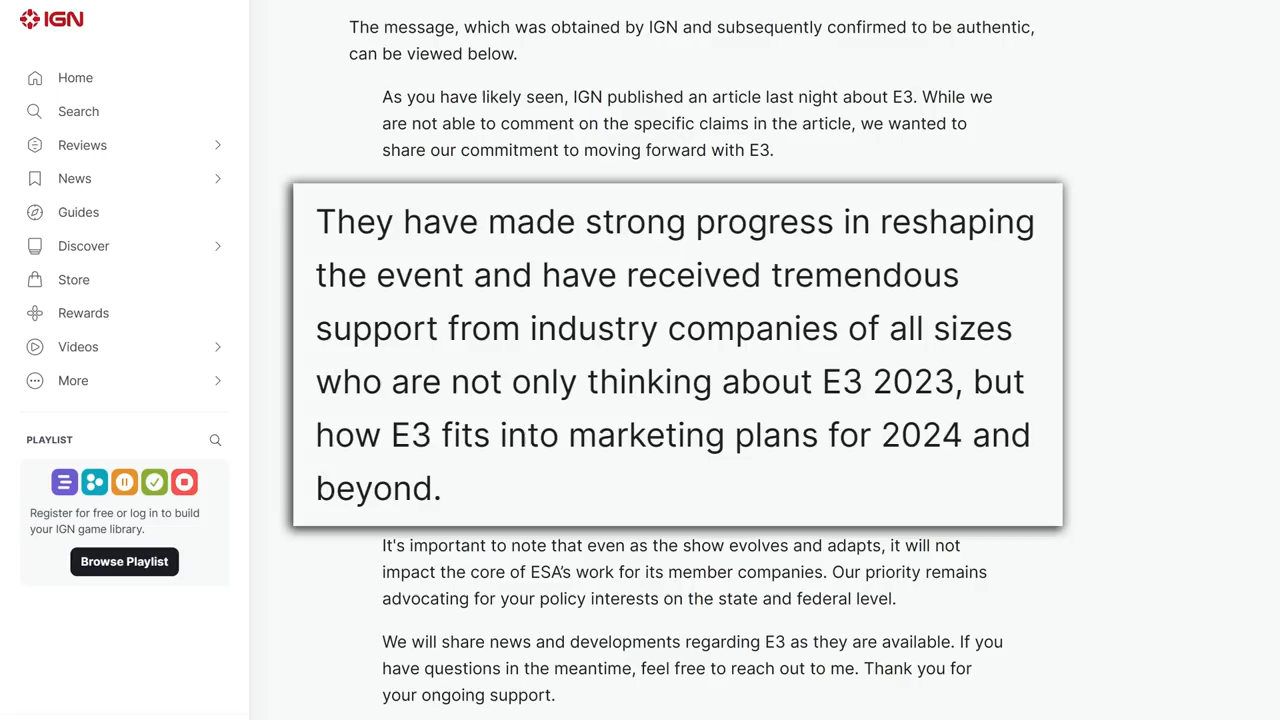 IGN
Home
Search
Reviews
News
Guides
Discover
Store
Rewards
Videos
More
PLAYLIST
Register for free or log in to build
your IGN game library.
Browse Playlist
The message, which was obtained by IGN and subsequently confirmed to be authentic,
can be viewed below.
As you have likely seen, IGN published an article last night about E3. While we
are not able to comment on the specific claims in the article, we wanted to
share our commitment to moving forward with E3.
They have made strong progress in reshaping
the event and have received tremendous
support from industry companies of all sizes
who are not only thinking about E3 2023, but
how E3 fits into marketing plans for 2024 and
beyond.
It's important to note that even as the show evolves and adapts, it will not
impact the core of ESA's work for its member companies. Our priority remains
advocating for your policy interests on the state and federal level.
We will share news and developments regarding E3 as they are available. If you
have questions in the meantime, feel free to reach out to me. Thank you for
your ongoing support.